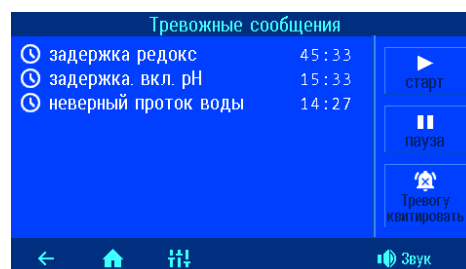 Тревожные сообщения
задержка редокс 45:33
задержка. вкл. pH 15:33
неверный проток воды 14:27
старт
пауза
Тревогу
квитировать
Звук